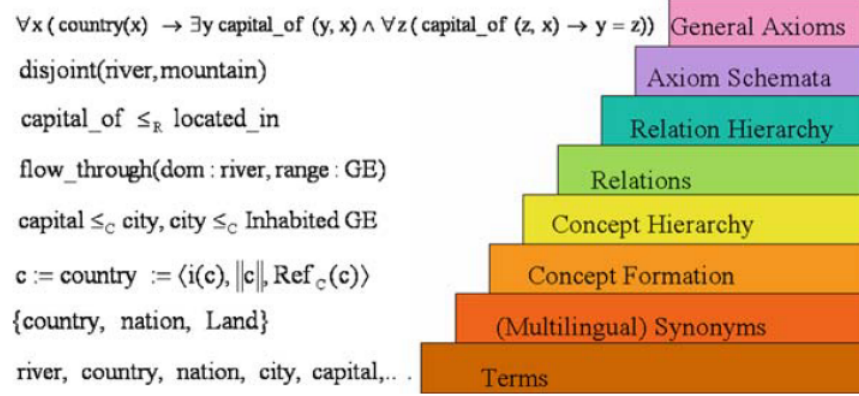 ∀x ( country(x) → ∃y capital_of (y, x) ∧ ∀z ( capital_of (z, x) → y = z)) General Axioms
disjoint(river, mountain) Axiom Schemata
capital_of ≤R located_in Relation Hierarchy
flow_through(dom : river, range : GE) Relations
capital ≤C city, city ≤C Inhabited GE Concept Hierarchy
c := country := ⟨i(c), ‖c‖, Ref C (c)⟩ Concept Formation
{country, nation, Land} (Multilingual) Synonyms
river, country, nation, city, capital,... Terms